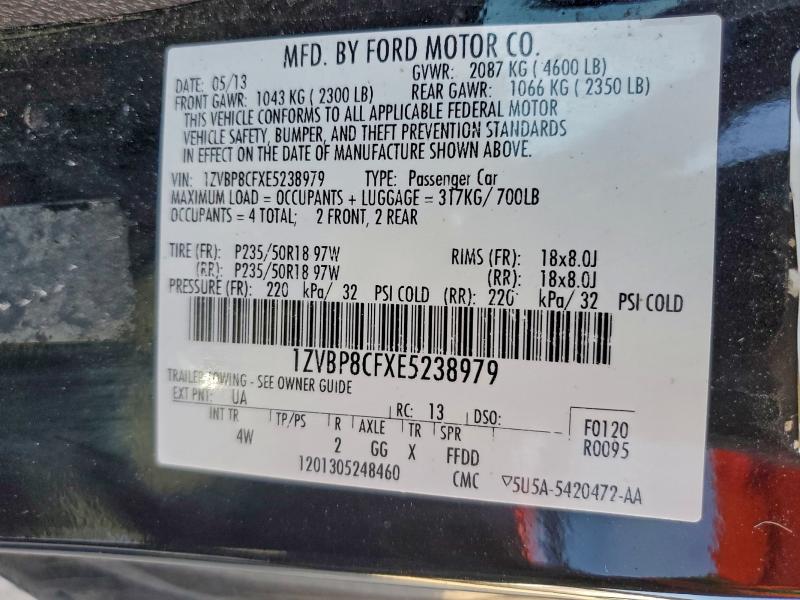 MFD. BY FORD MOTOR CO.
DATE: 05/13 GVWR: 2087 KG ( 4600 LB)
FRONT GAWR: 1043 KG ( 2300 LB) REAR GAWR: 1066 KG ( 2350 LB)
THIS VEHICLE CONFORMS TO ALL APPLICABLE FEDERAL MOTOR
VEHICLE SAFETY, BUMPER, AND THEFT PREVENTION STANDARDS
IN EFFECT ON THE DATE OF MANUFACTURE SHOWN ABOVE.
VIN: 1ZVBP8CFXE5238979 TYPE: Passenger Car
MAXIMUM LOAD = OCCUPANTS + LUGGAGE = 317KG/ 700LB
OCCUPANTS = 4 TOTAL; 2 FRONT, 2 REAR
TIRE (FR): P235/50R18 97W RIMS (FR): 18x8.0J
(RR): P235/50R18 97W (RR): 18x8.0J
PRESSURE (FR): 220 kPa/ 32 PSI COLD (RR): 220 kPa/ 32 PSI COLD
1ZVBP8CFXE5238979
TRAILER TOWING - SEE OWNER GUIDE
EXT PNT: UA RC: 13 DSO: F0120
INT TR TP/PS R AXLE TR SPR R0095
4W 2 GG X FFDD
1201305248460 CMC ▽5U5A-5420472-AA